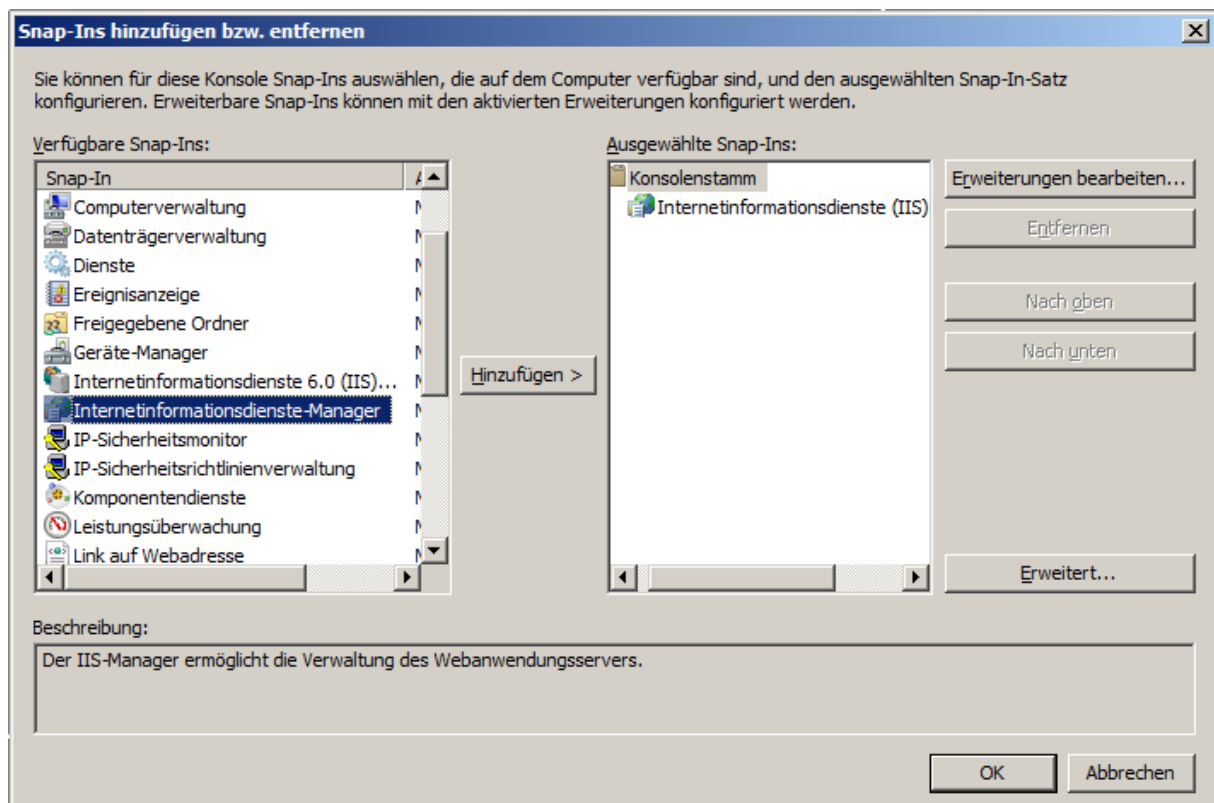 Snap-Ins hinzufügen bzw. entfernen
Sie können für diese Konsole Snap-Ins auswählen, die auf dem Computer verfügbar sind, und den ausgewählten Snap-In-Satz
konfigurieren. Erweiterbare Snap-Ins können mit den aktivierten Erweiterungen konfiguriert werden.
Verfügbare Snap-Ins:
Snap-In
Computerverwaltung
Datenträgerverwaltung
Dienste
Ereignisanzeige
Freigegebene Ordner
Geräte-Manager
Internetinformationsdienste 6.0 (IIS)...
Internetinformationsdienste-Manager
IP-Sicherheitsmonitor
IP-Sicherheitsrichtlinienverwaltung
Komponentendienste
Leistungsüberwachung
Link auf Webadresse
Hinzufügen >
Ausgewählte Snap-Ins:
Konsolenstamm
Internetinformationsdienste (IIS)
Erweiterungen bearbeiten...
Entfernen
Nach oben
Nach unten
Erweitert...
Beschreibung:
Der IIS-Manager ermöglicht die Verwaltung des Webanwendungsservers.
OK
Abbrechen